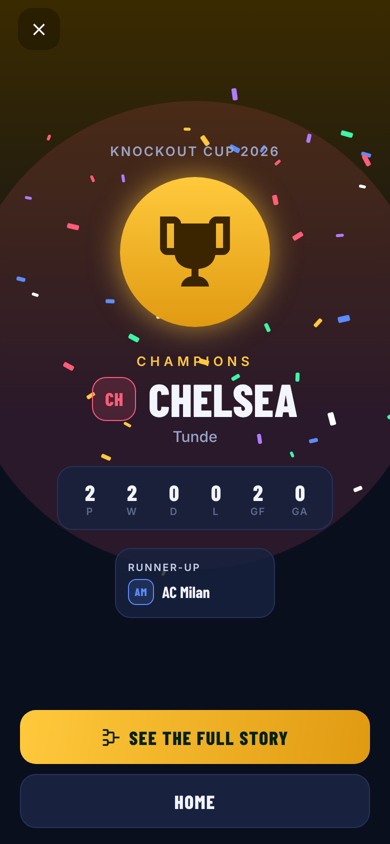 KNOCKOUT CUP 2026
CHAMPIONS
CH CHELSEA
Tunde
2 2 0 0 2 0
P W D L GF GA
RUNNER-UP
AM AC Milan
SEE THE FULL STORY
HOME